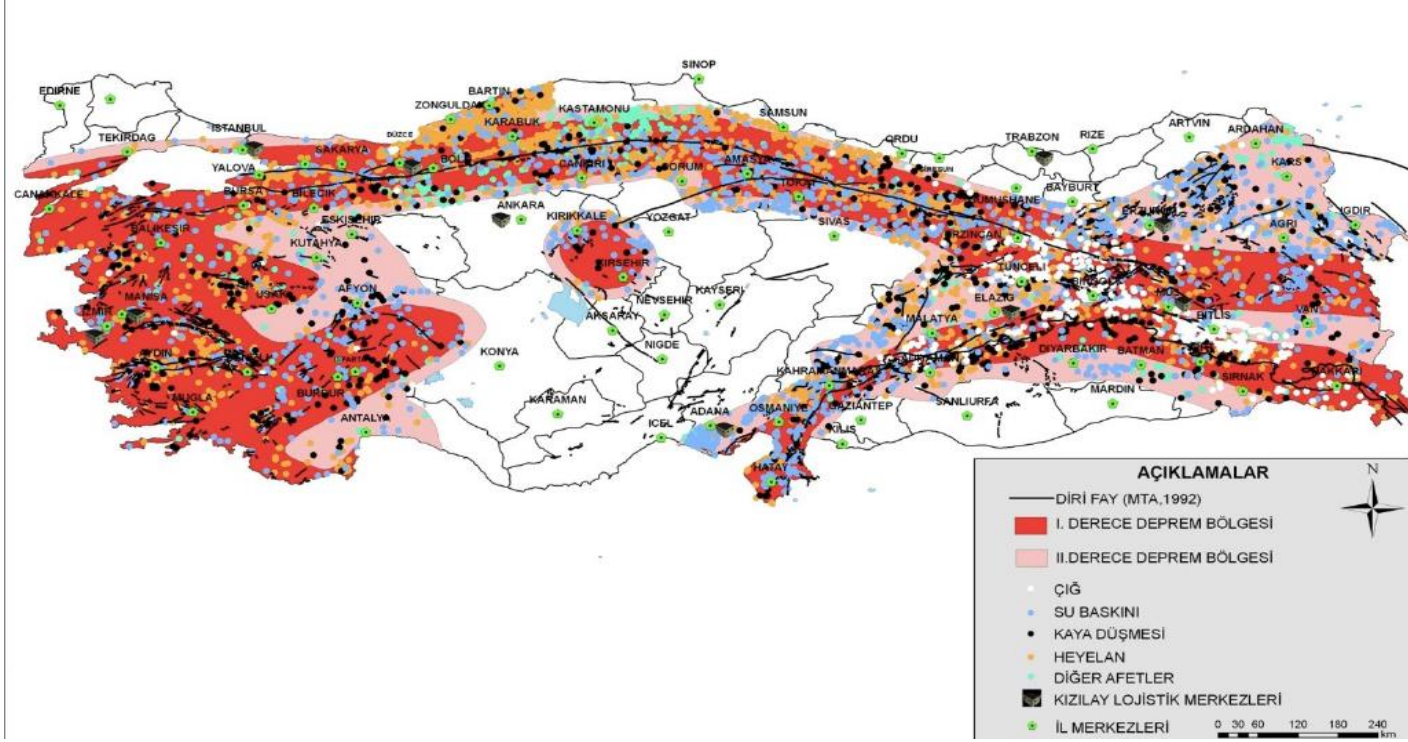 SINOP
EDIRNE
BARTIN
ZONGULDAK
KASTAMONU
SAMSUN
KARABUK
TEKIRDAG
ISTANBUL
DÜZCE
SAKARYA
BOLU
ORDU
TRABZON
RIZE
ARTVIN
ARDAHAN
KARS
YALOVA
CANKIRI
CORUM
AMASYA
GIRESUN
CANAKKALE
BURSA
BILECIK
TOKAT
BAYBURT
GUMUSHANE
ANKARA
KIRIKKALE
YOZGAT
SIVAS
ERZURUM
IGDIR
ESKISEHIR
BALIKESIR
KUTAHYA
ERZINCAN
AGRI
KIRSEHIR
TUNCELI
BINGOL
MANISA
USAK
AFYON
NEVSEHIR
KAYSERI
ELAZIG
MUS
IZMIR
AKSARAY
MALATYA
BITLIS
VAN
AYDIN
ISPARTA
KONYA
NIGDE
DIYARBAKIR
BATMAN
KAHRAMANMARAS
SIRNAK
HAKKARI
MUGLA
BURDUR
KARAMAN
ADANA
OSMANIYE
GAZIANTEP
SANLIURFA
MARDIN
ANTALYA
ICEL
KILIS
HATAY
AÇIKLAMALAR
N
DİRİ FAY (MTA,1992)
I. DERECE DEPREM BÖLGESİ
II.DERECE DEPREM BÖLGESİ
ÇIĞ
SU BASKINI
KAYA DÜŞMESİ
HEYELAN
DİĞER AFETLER
KIZILAY LOJİSTİK MERKEZLERİ
İL MERKEZLERİ
0 30 60 120 180 240
km